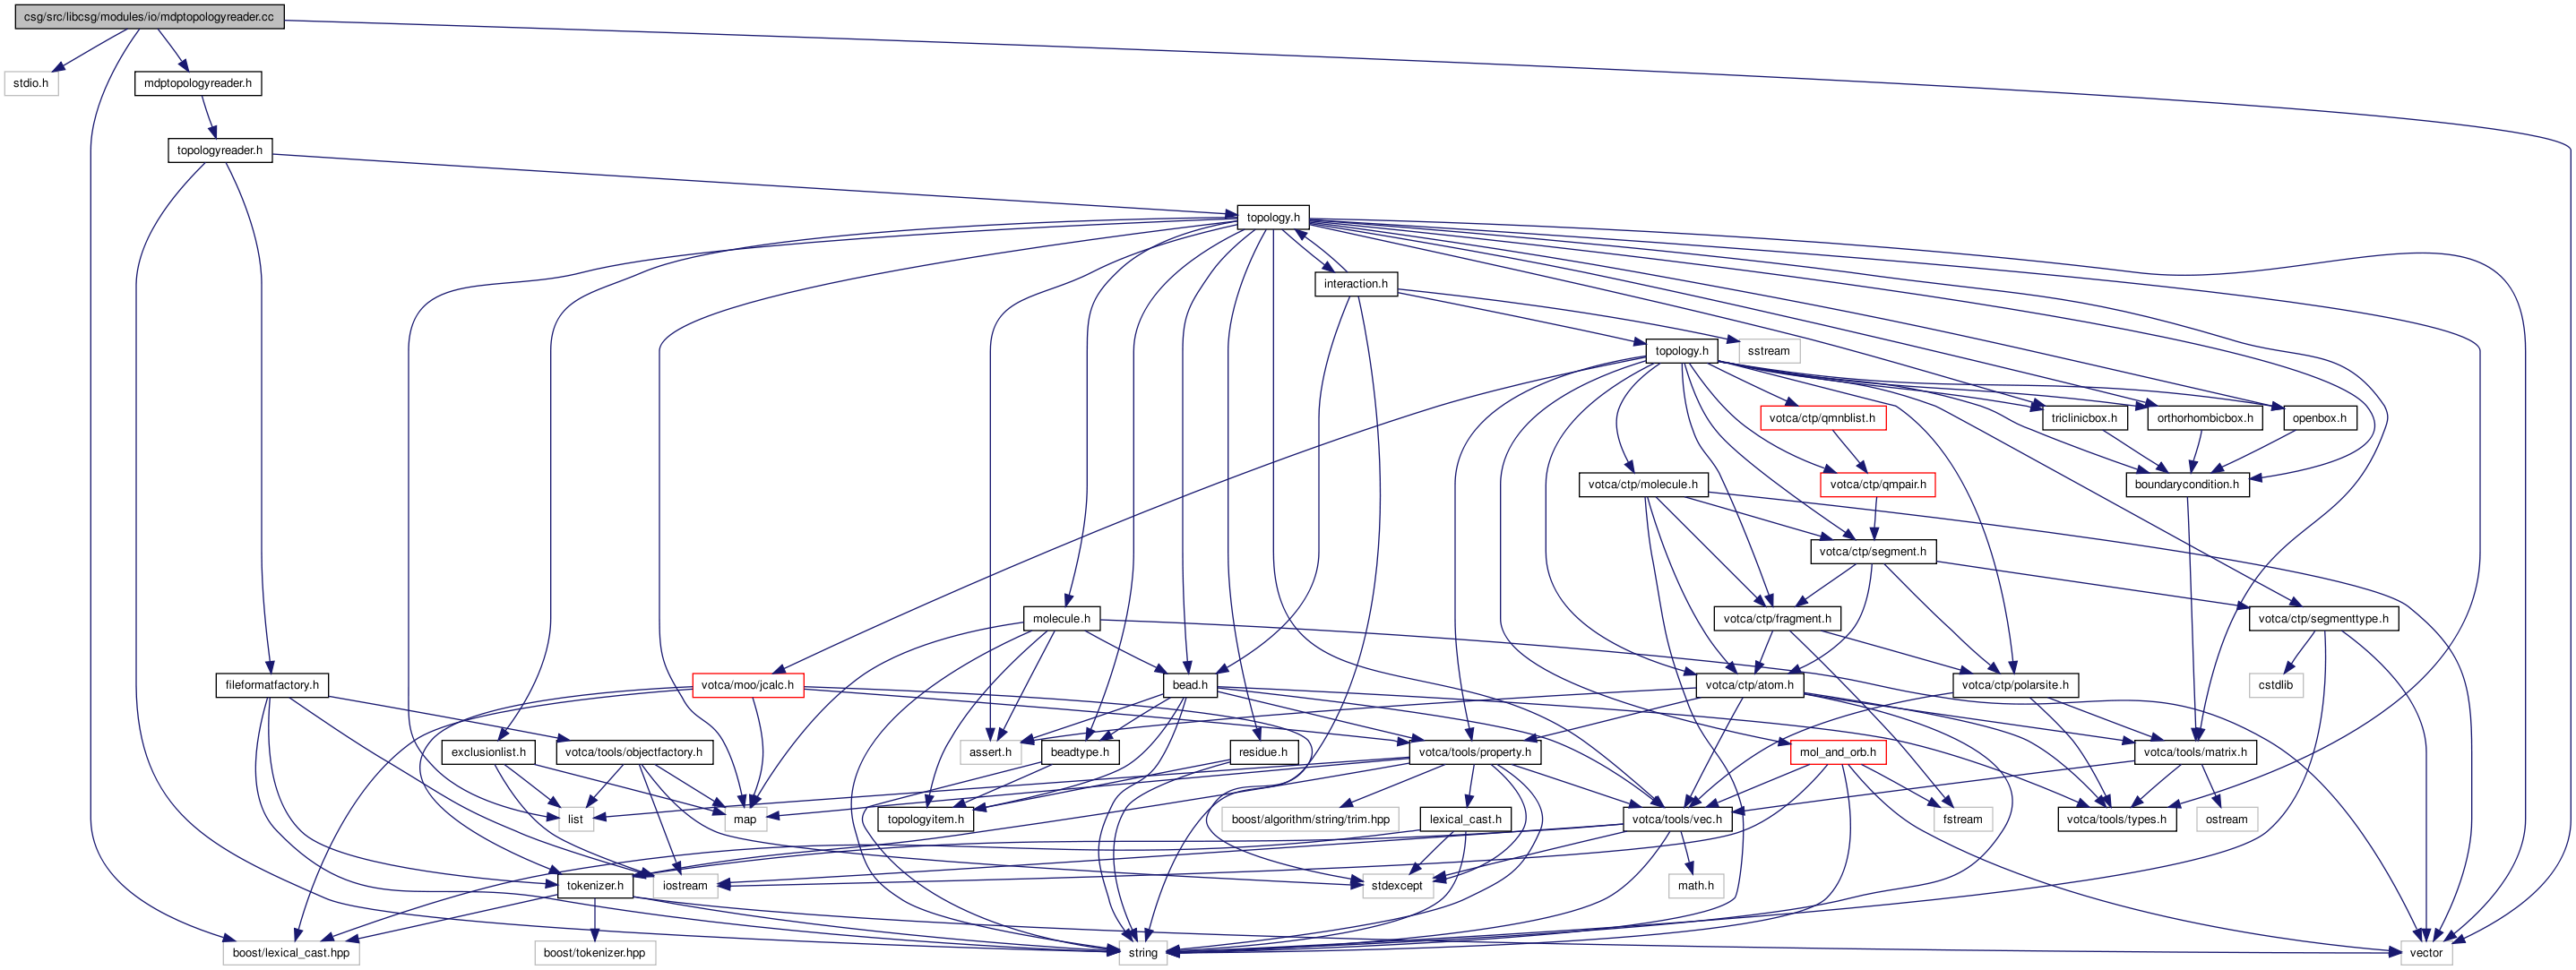 csg/src/libcsg/modules/io/mdptopologyreader.cc
stdio.h
mdptopologyreader.h
topologyreader.h
topology.h
interaction.h
topology.h
sstream
votca/ctp/qmnblist.h
triclinicbox.h
orthorhombicbox.h
openbox.h
votca/ctp/molecule.h
votca/ctp/qmpair.h
boundarycondition.h
votca/ctp/segment.h
molecule.h
votca/ctp/fragment.h
votca/ctp/segmenttype.h
fileformatfactory.h
votca/moo/jcalc.h
bead.h
votca/ctp/atom.h
votca/ctp/polarsite.h
cstdlib
exclusionlist.h
votca/tools/objectfactory.h
assert.h
beadtype.h
residue.h
votca/tools/property.h
mol_and_orb.h
votca/tools/matrix.h
list
map
topologyitem.h
boost/algorithm/string/trim.hpp
lexical_cast.h
votca/tools/vec.h
fstream
votca/tools/types.h
ostream
tokenizer.h
iostream
stdexcept
math.h
boost/lexical_cast.hpp
boost/tokenizer.hpp
string
vector